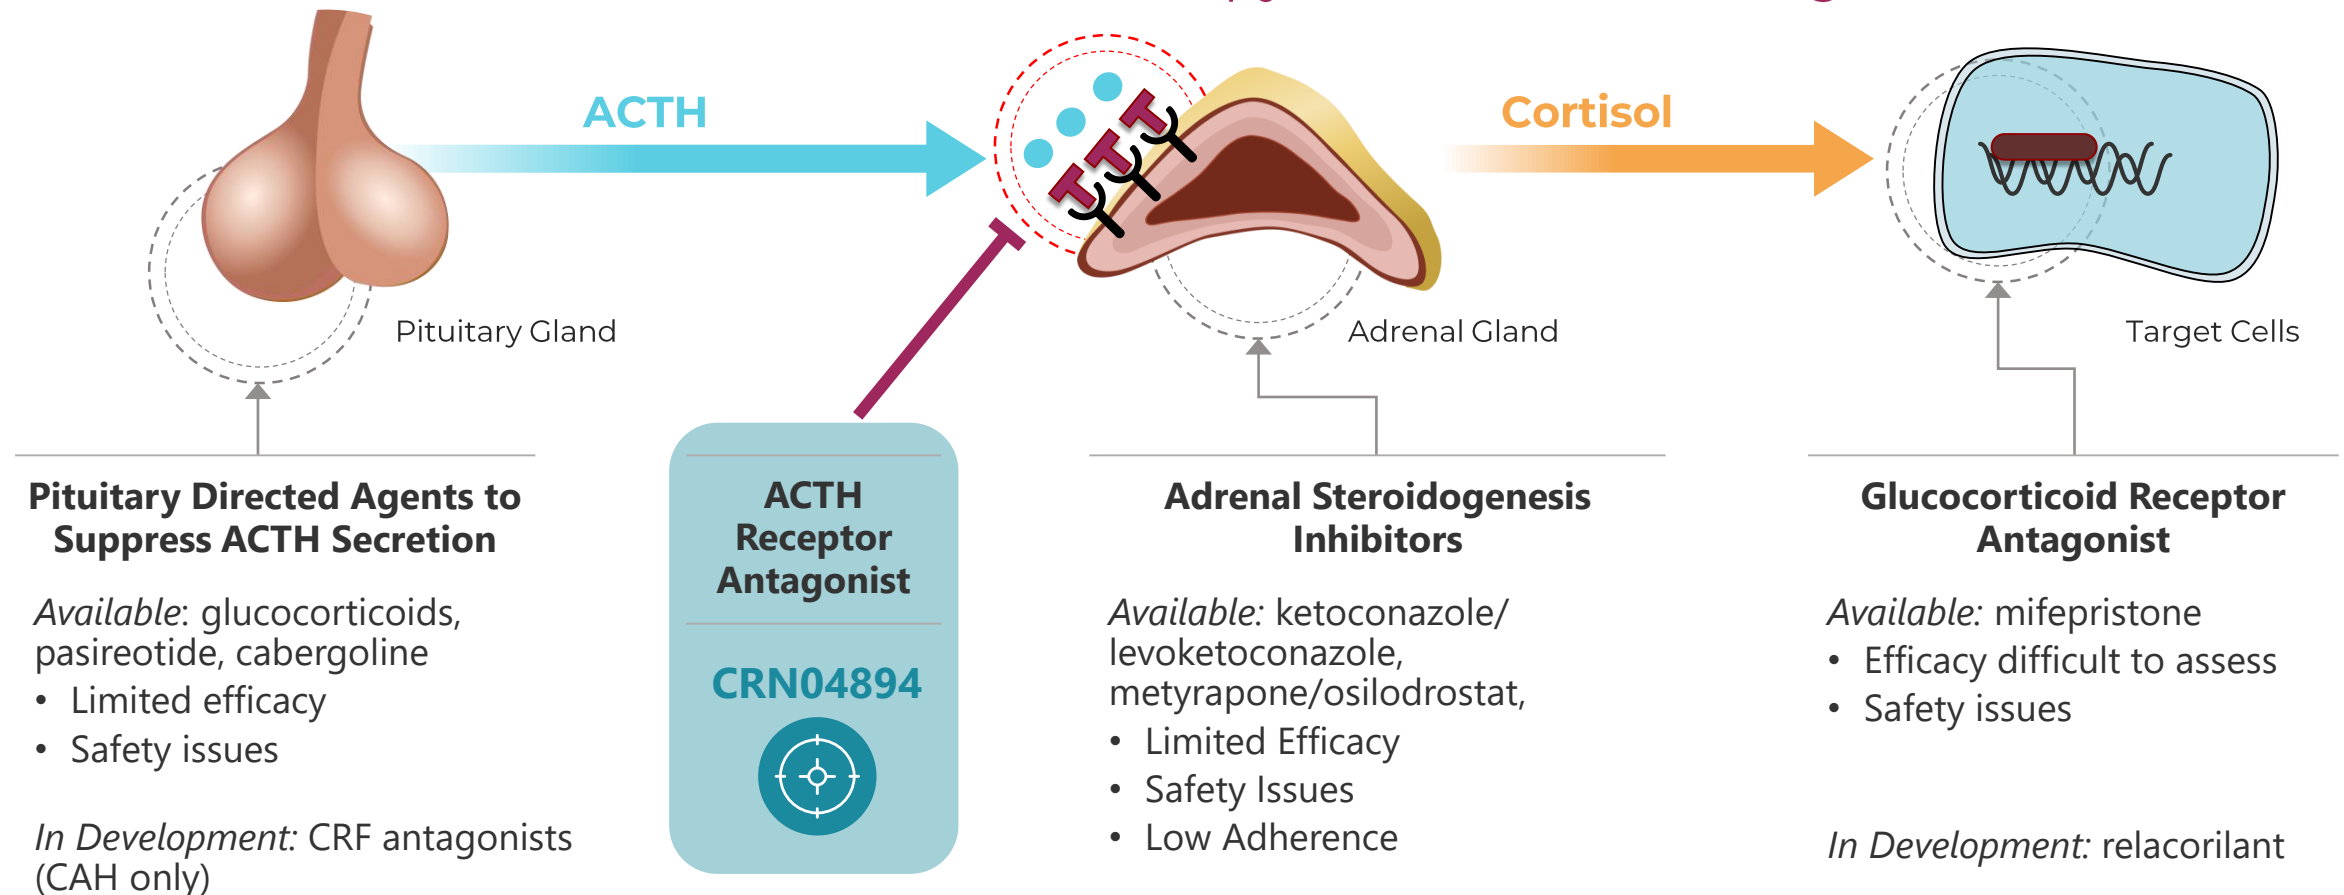 ACTH
Cortisol
Pituitary Gland
Adrenal Gland
Target Cells
Pituitary Directed Agents to
Suppress ACTH Secretion
Available: glucocorticoids,
pasireotide, cabergoline
• Limited efficacy
• Safety issues
In Development: CRF antagonists
(CAH only)
ACTH
Receptor
Antagonist
CRN04894
Adrenal Steroidogenesis
Inhibitors
Available: ketoconazole/
levoketoconazole,
metyrapone/osilodrostat,
• Limited Efficacy
• Safety Issues
• Low Adherence
Glucocorticoid Receptor
Antagonist
Available: mifepristone
• Efficacy difficult to assess
• Safety issues
In Development: relacorilant